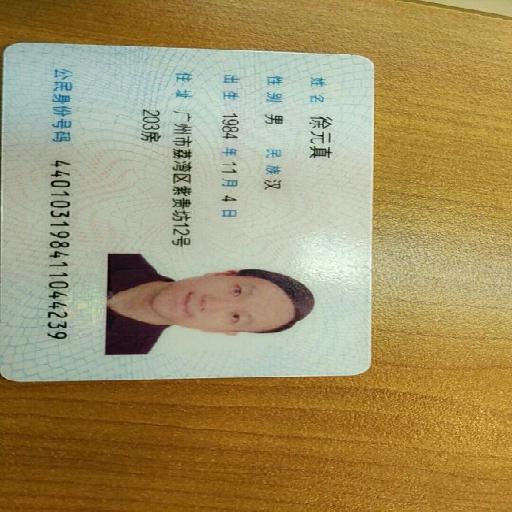 姓名 徐元真
性别 男 民族 汉
出生 1984 年 11 月 4 日
住址 广州市荔湾区紫贵坊12号
203房
公民身份号码 440103198411044239